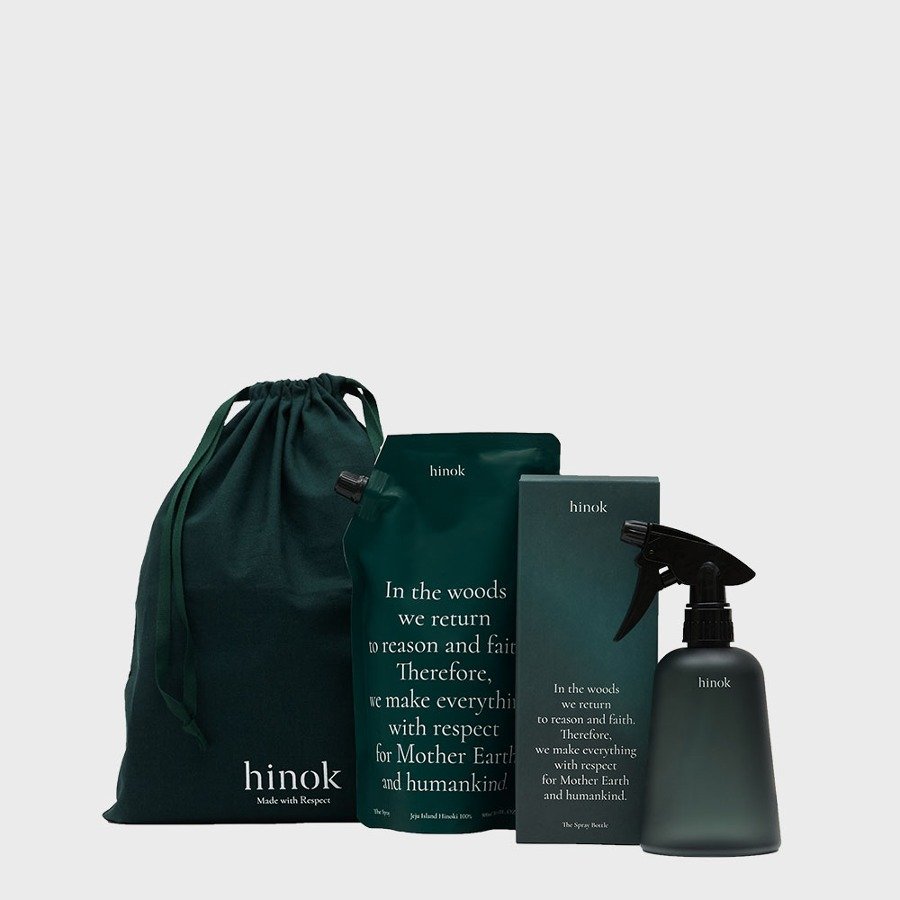 hinok
Made with Respect
hinok
In the woods
we return
to reason and fait
Therefore,
we make everythin
with respect
for Mother Earth
and humankind.
The Spray
Jeju Island Hinoki 100%
hinok
In the woods
we return
to reason and faith.
Therefore,
we make everything
with respect
for Mother Earth
and humankind.
The Spray Bottle
hinok